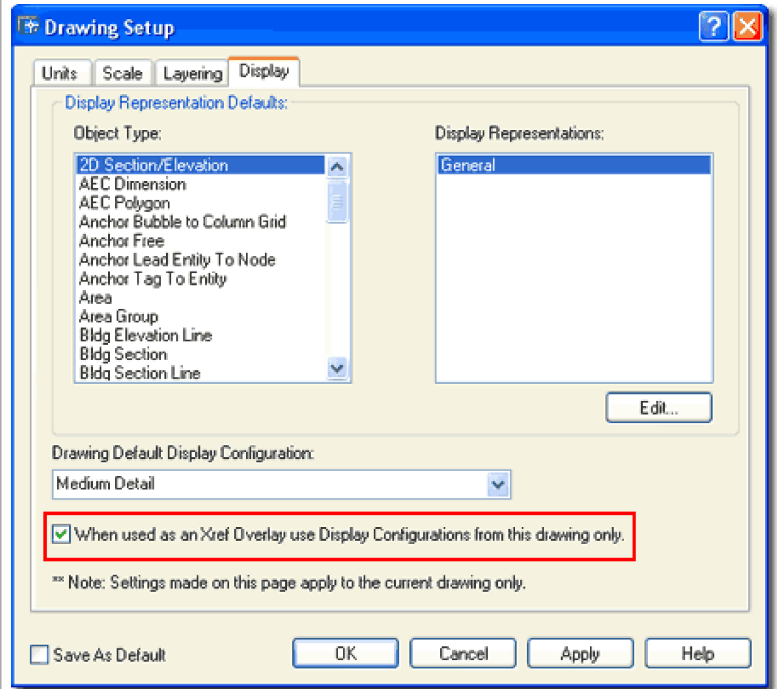 Drawing Setup
Units Scale Layering Display
Display Representation Defaults:
Object Type: Display Representations:
2D Section/Elevation General
AEC Dimension
AEC Polygon
Anchor Bubble to Column Grid
Anchor Free
Anchor Lead Entity To Node
Anchor Tag To Entity
Area
Area Group
Bldg Elevation Line
Bldg Section
Bldg Section Line
Edit...
Drawing Default Display Configuration:
Medium Detail
When used as an Xref Overlay use Display Configurations from this drawing only.
** Note: Settings made on this page apply to the current drawing only.
Save As Default OK Cancel Apply Help